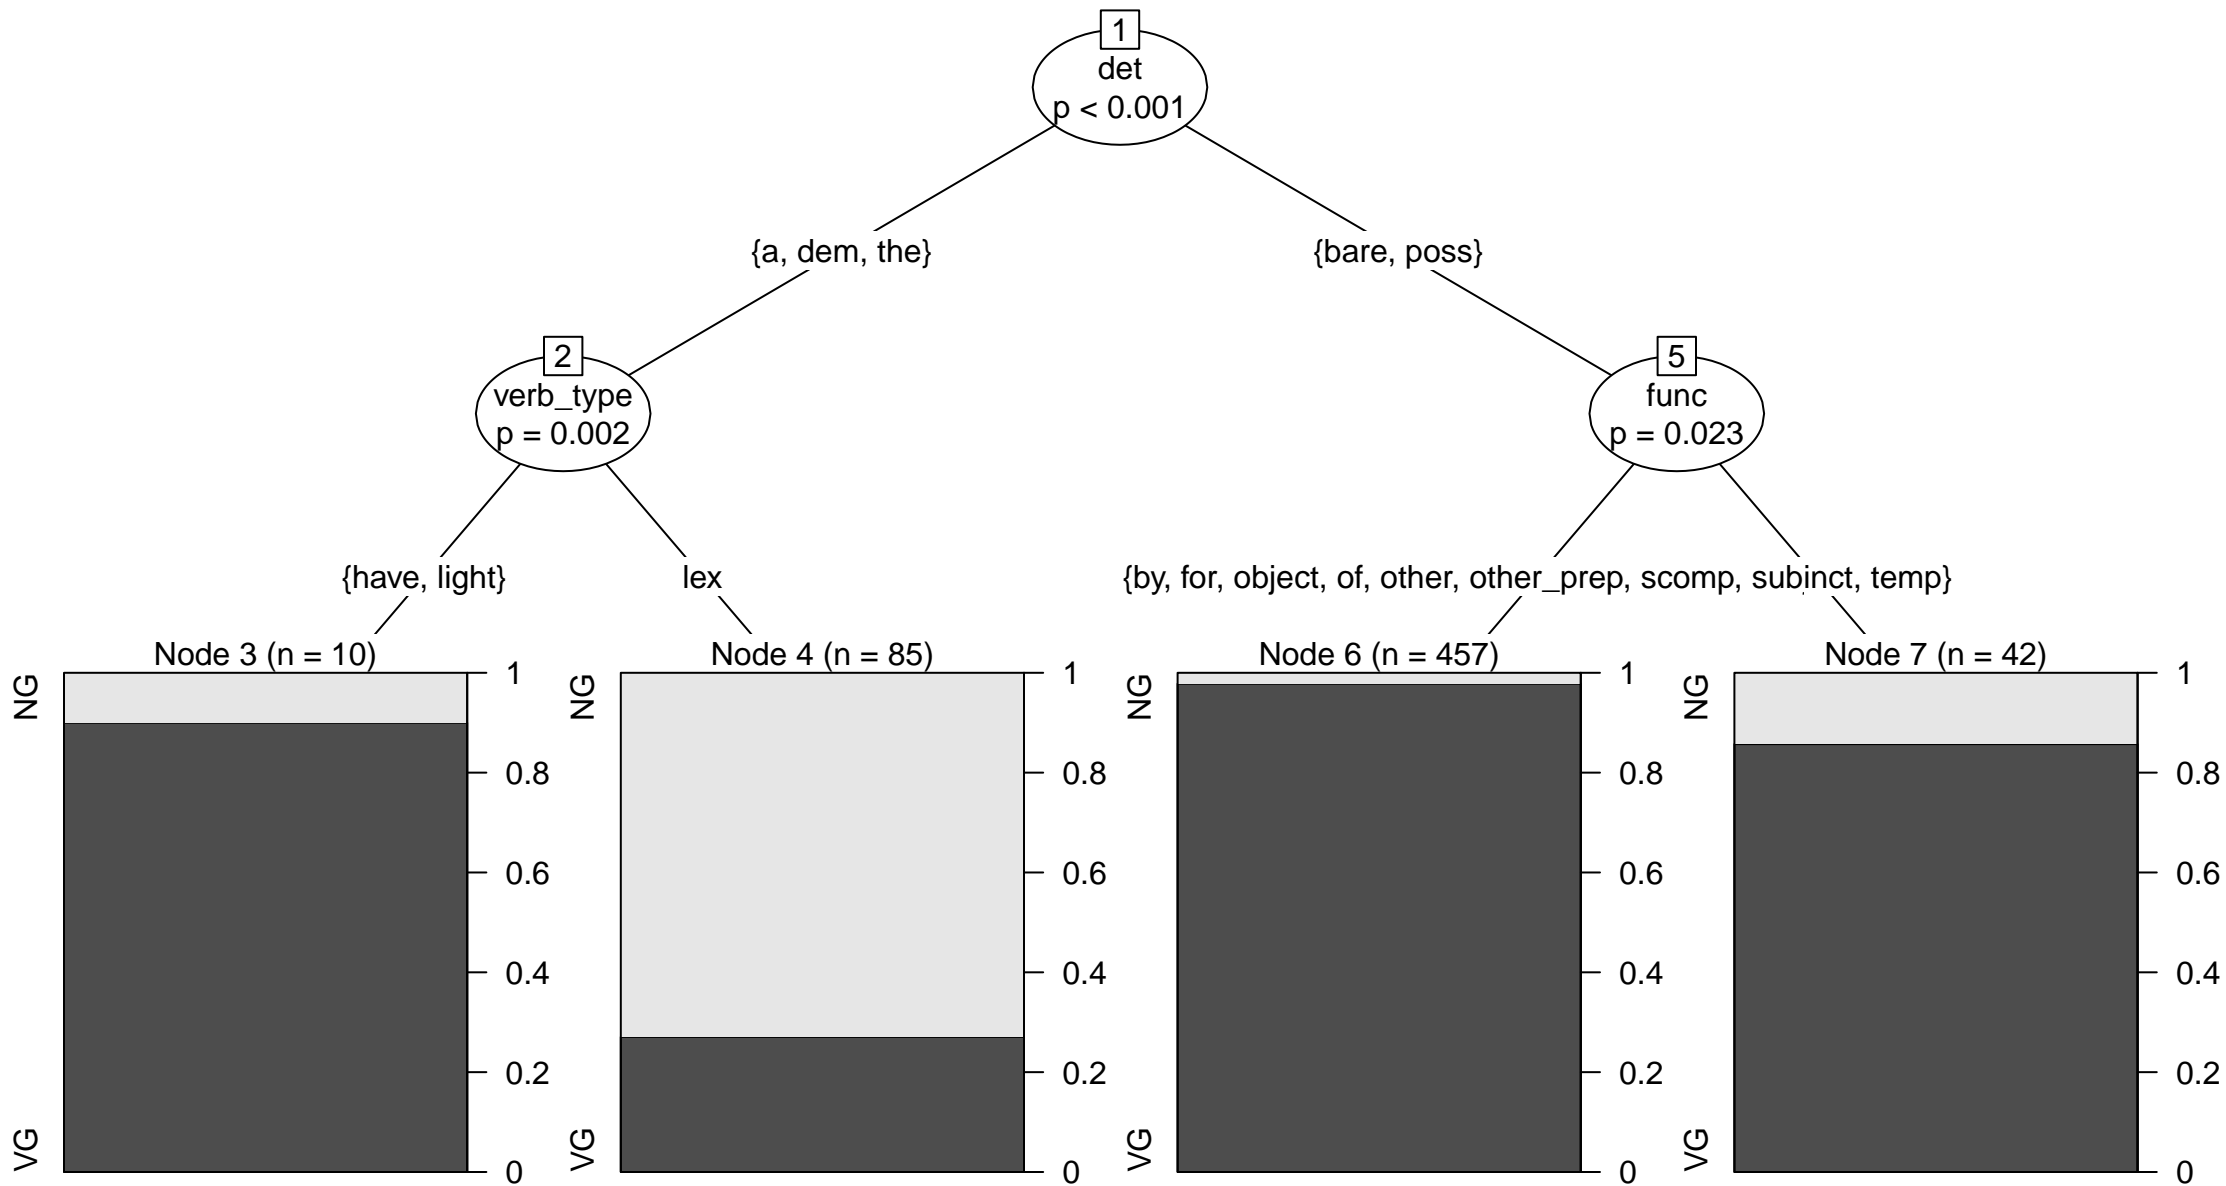 1
det
p < 0.001
{a, dem, the}
{bare, poss}
2
verb_type
p = 0.002
5
func
p = 0.023
{have, light}
lex
{by, for, object, of, other, other_prep, scomp, temp}
Node 3 (n = 10)
NG
VG
1
0.8
0.6
0.4
0.2
0
Node 4 (n = 85)
NG
VG
1
0.8
0.6
0.4
0.2
0
Node 6 (n = 457)
NG
VG
1
0.8
0.6
0.4
0.2
0
Node 7 (n = 42)
NG
VG
1
0.8
0.6
0.4
0.2
0